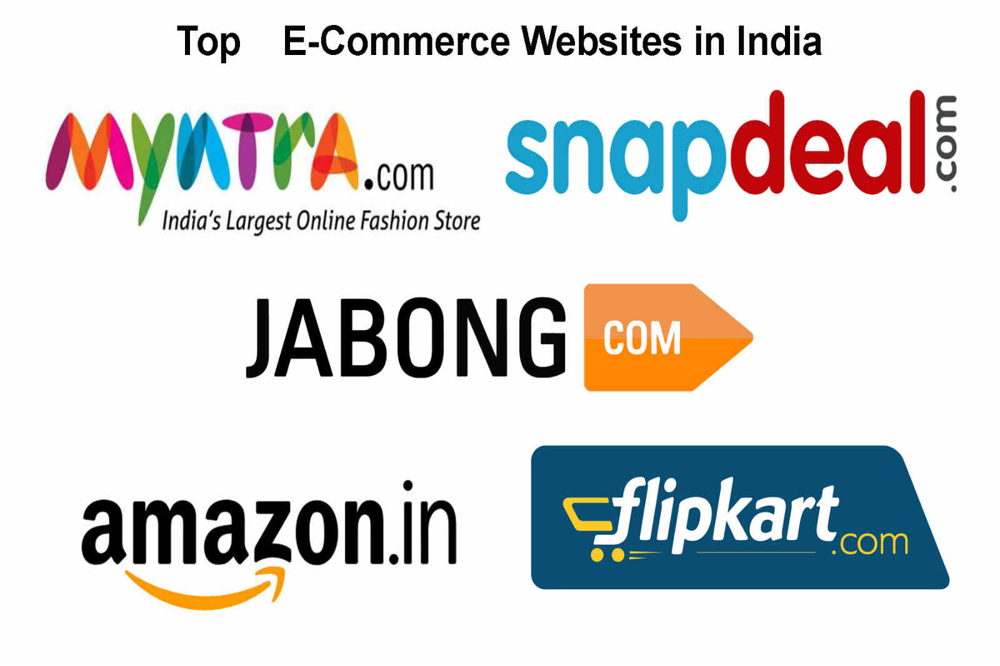 Top E-Commerce Websites in India
Myntra.com
India's Largest Online Fashion Store
snapdeal.com
JABONG COM
amazon.in
flipkart.com